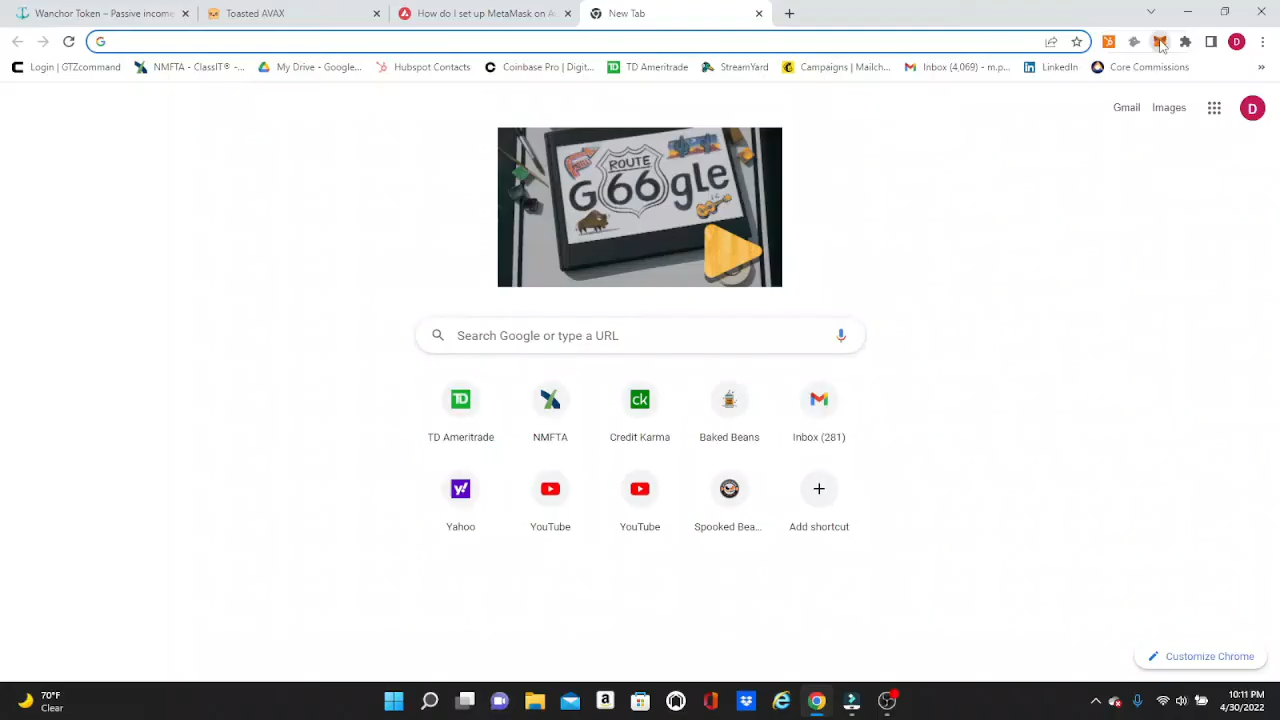 Wanchor Token – Passive income
Toasted AVAX
How do I set up MetaMask on A
New Tab
Login | GTZcommand
NMFTA - ClassIT® -...
My Drive - Google...
Hubspot Contacts
Coinbase Pro | Digit...
TD Ameritrade
StreamYard
Campaigns | Mailch...
Inbox (4,069) - m.p...
LinkedIn
Core Commissions
»
Gmail
Images
D
ROUTE
G66gle
Search Google or type a URL
TD Ameritrade
NMFTA
Credit Karma
Baked Beans
Inbox (281)
Yahoo
YouTube
YouTube
Spooked Bea...
Add shortcut
Customize Chrome
70°F
Clear
10:11 PM
4/30/2022